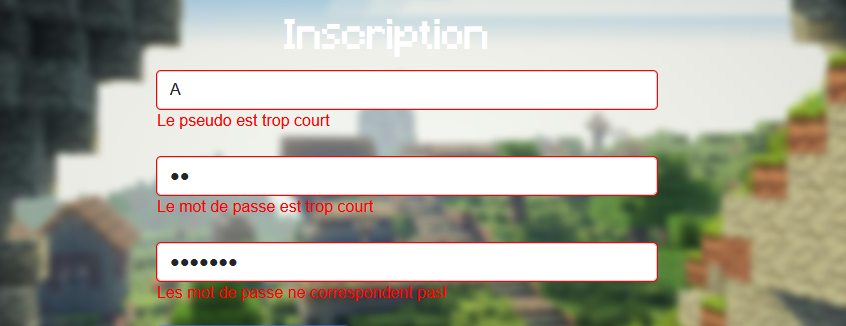 Inscription
A
Le pseudo est trop court
••
Le mot de passe est trop court
•••••••
Les mot de passe ne correspondent pas!